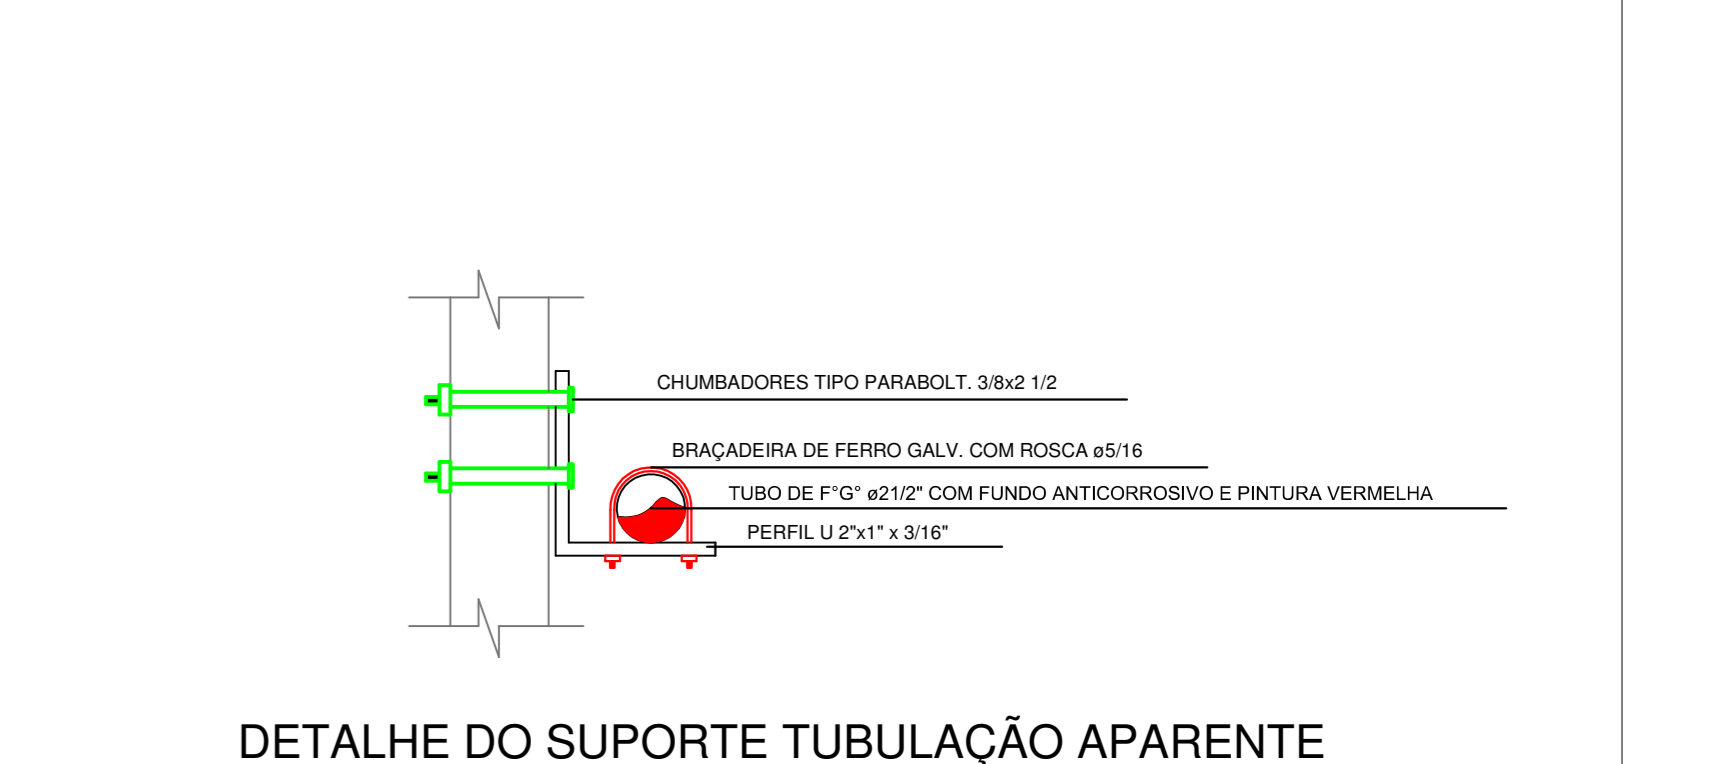 CHUMBADORES TIPO PARABOLT. 3/8x2 1/2
BRAÇADEIRA DE FERRO GALV. COM ROSCA ø5/16
TUBO DE F°G° ø21/2" COM FUNDO ANTICORROSIVO E PINTURA VERMELHA
PERFIL U 2"x1" x 3/16"
DETALHE DO SUPORTE TUBULAÇÃO APARENTE